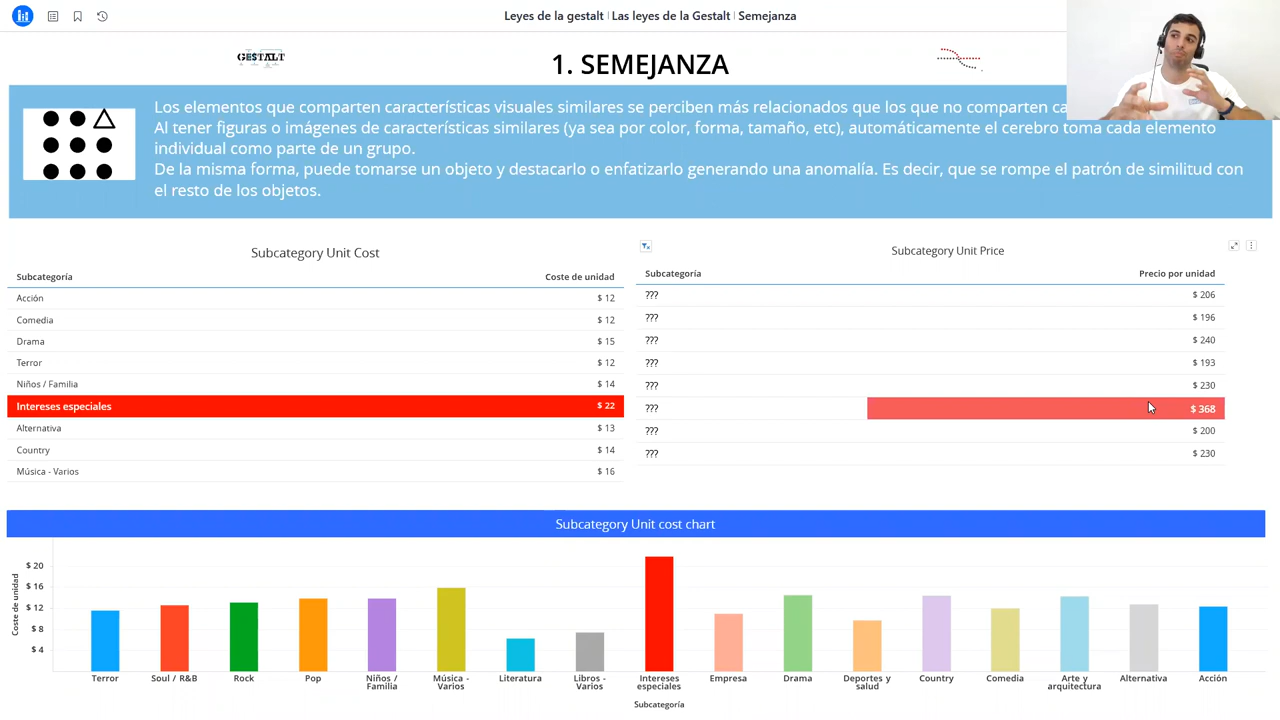 Leyes de la gestalt | Las leyes de la Gestalt | Semejanza
GESTALT
1. SEMEJANZA
Los elementos que comparten características visuales similares se perciben más relacionados que los que no comparten
Al tener figuras o imágenes de características similares (ya sea por color, forma, tamaño, etc), automáticamente el cerebro toma cada elemento
individual como parte de un grupo.
De la misma forma, puede tomarse un objeto y destacarlo o enfatizarlo generando una anomalía. Es decir, que se rompe el patrón de similitud con
el resto de los objetos.
Subcategory Unit Cost
Subcategoría Coste de unidad
Acción $ 12
Comedia $ 12
Drama $ 15
Terror $ 12
Niños / Familia $ 14
Intereses especiales $ 22
Alternativa $ 13
Country $ 14
Música - Varios $ 16
Subcategory Unit Price
Subcategoría Precio por unidad
??? $ 206
??? $ 196
??? $ 240
??? $ 193
??? $ 230
??? $ 368
??? $ 200
??? $ 230
Subcategory Unit cost chart
Coste de unidad
$ 20
$ 16
$ 12
$ 8
$ 4
Terror
Soul / R&B
Rock
Pop
Niños /
Familia
Música -
Varios
Literatura
Libros -
Varios
Intereses
especiales
Empresa
Drama
Deportes y
salud
Country
Comedia
Arte y
arquitectura
Alternativa
Acción
Subcategoría